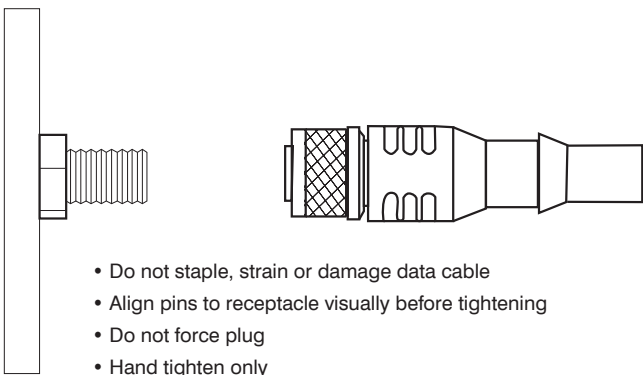 • Do not staple, strain or damage data cable
• Align pins to receptacle visually before tightening
• Do not force plug
• Hand tighten only